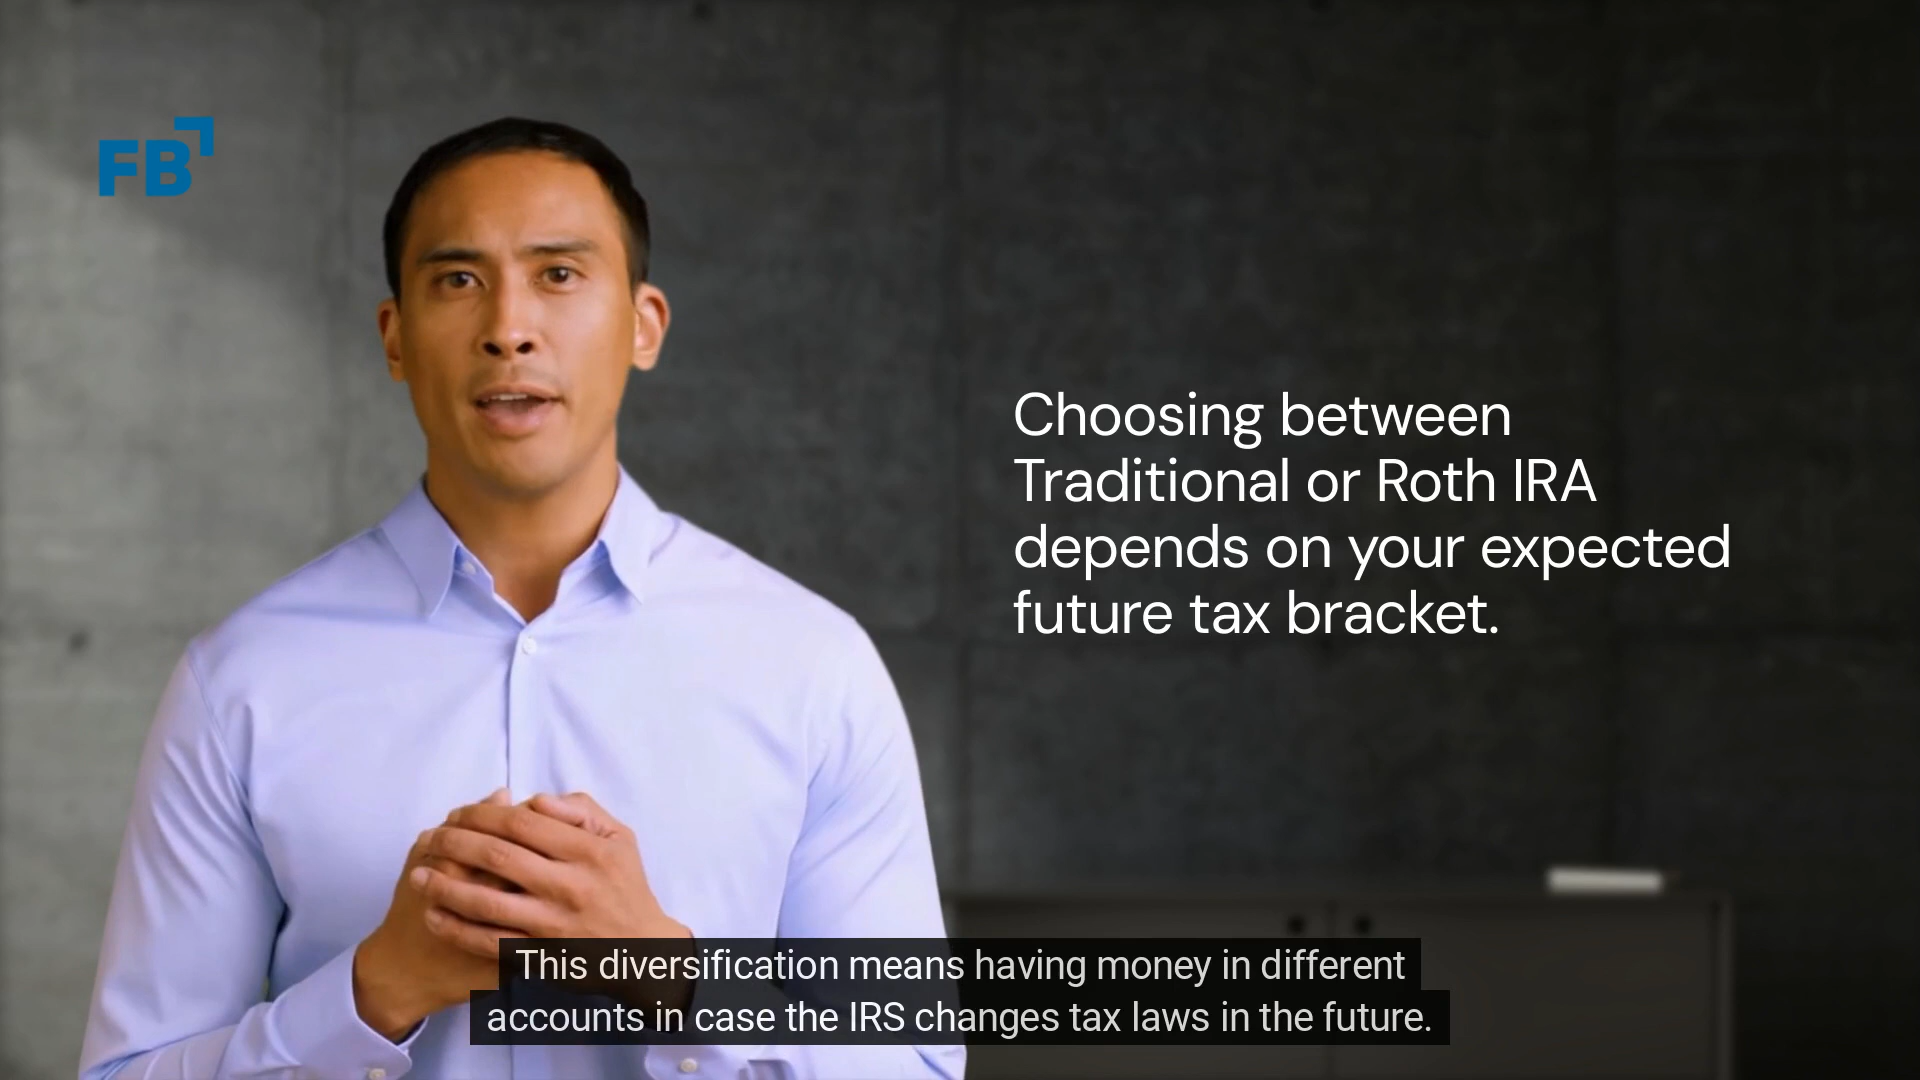 FB
Choosing between
Traditional or Roth IRA
depends on your expected
future tax bracket.
This diversification means having money in different
accounts in case the IRS changes tax laws in the future.